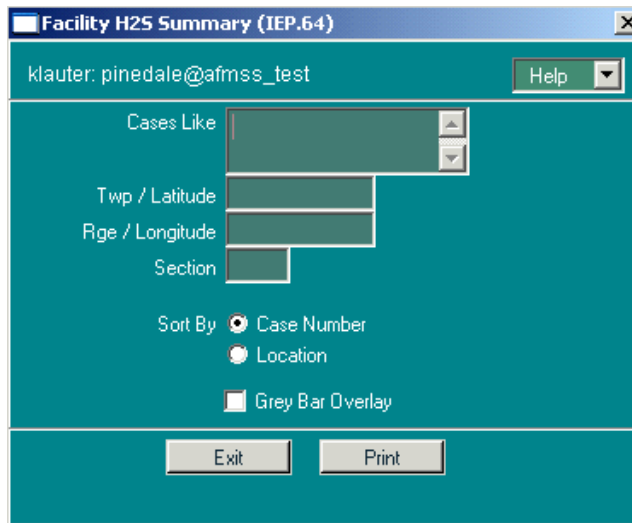 Facility H2S Summary (IEP.64)
klauter: pinedale@afmss_test
Help
Cases Like
Twp / Latitude
Rge / Longitude
Section
Sort By
Case Number
Location
Grey Bar Overlay
Exit
Print